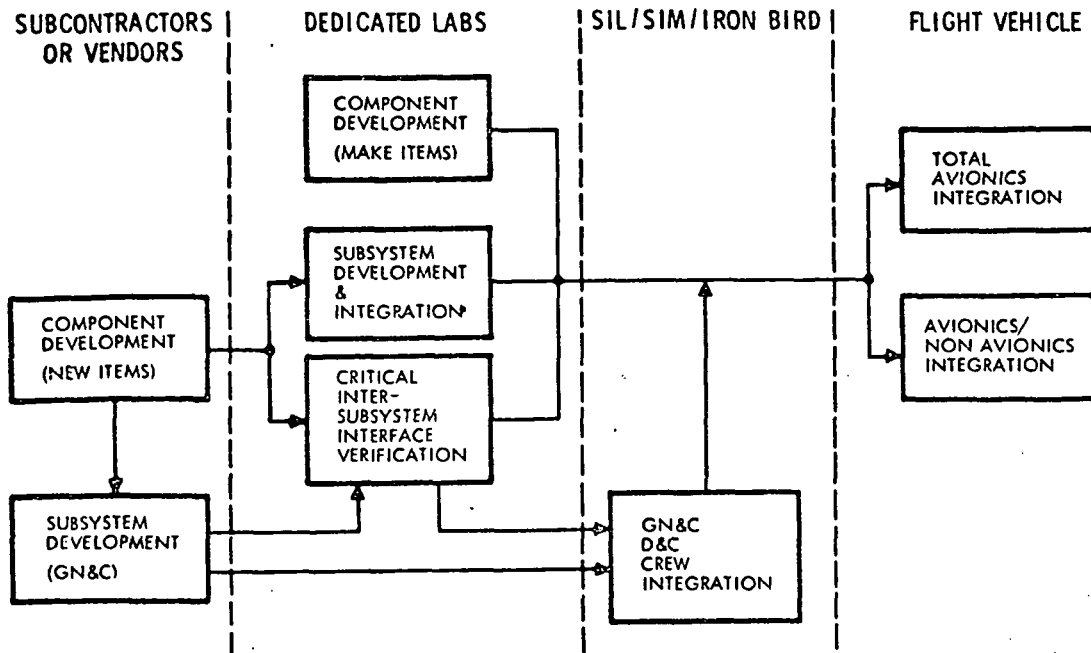 SUBCONTRACTORS
OR VENDORS
DEDICATED LABS
SIL/SIM/IRON BIRD
FLIGHT VEHICLE
COMPONENT
DEVELOPMENT
(MAKE ITEMS)
TOTAL
AVIONICS
INTEGRATION
SUBSYSTEM
DEVELOPMENT
&
INTEGRATION
COMPONENT
DEVELOPMENT
(NEW ITEMS)
AVIONICS/
NON AVIONICS
INTEGRATION
CRITICAL
INTER-
SUBSYSTEM
INTERFACE
VERIFICATION
SUBSYSTEM
DEVELOPMENT
(GN&C)
GN&C
D&C
CREW
INTEGRATION